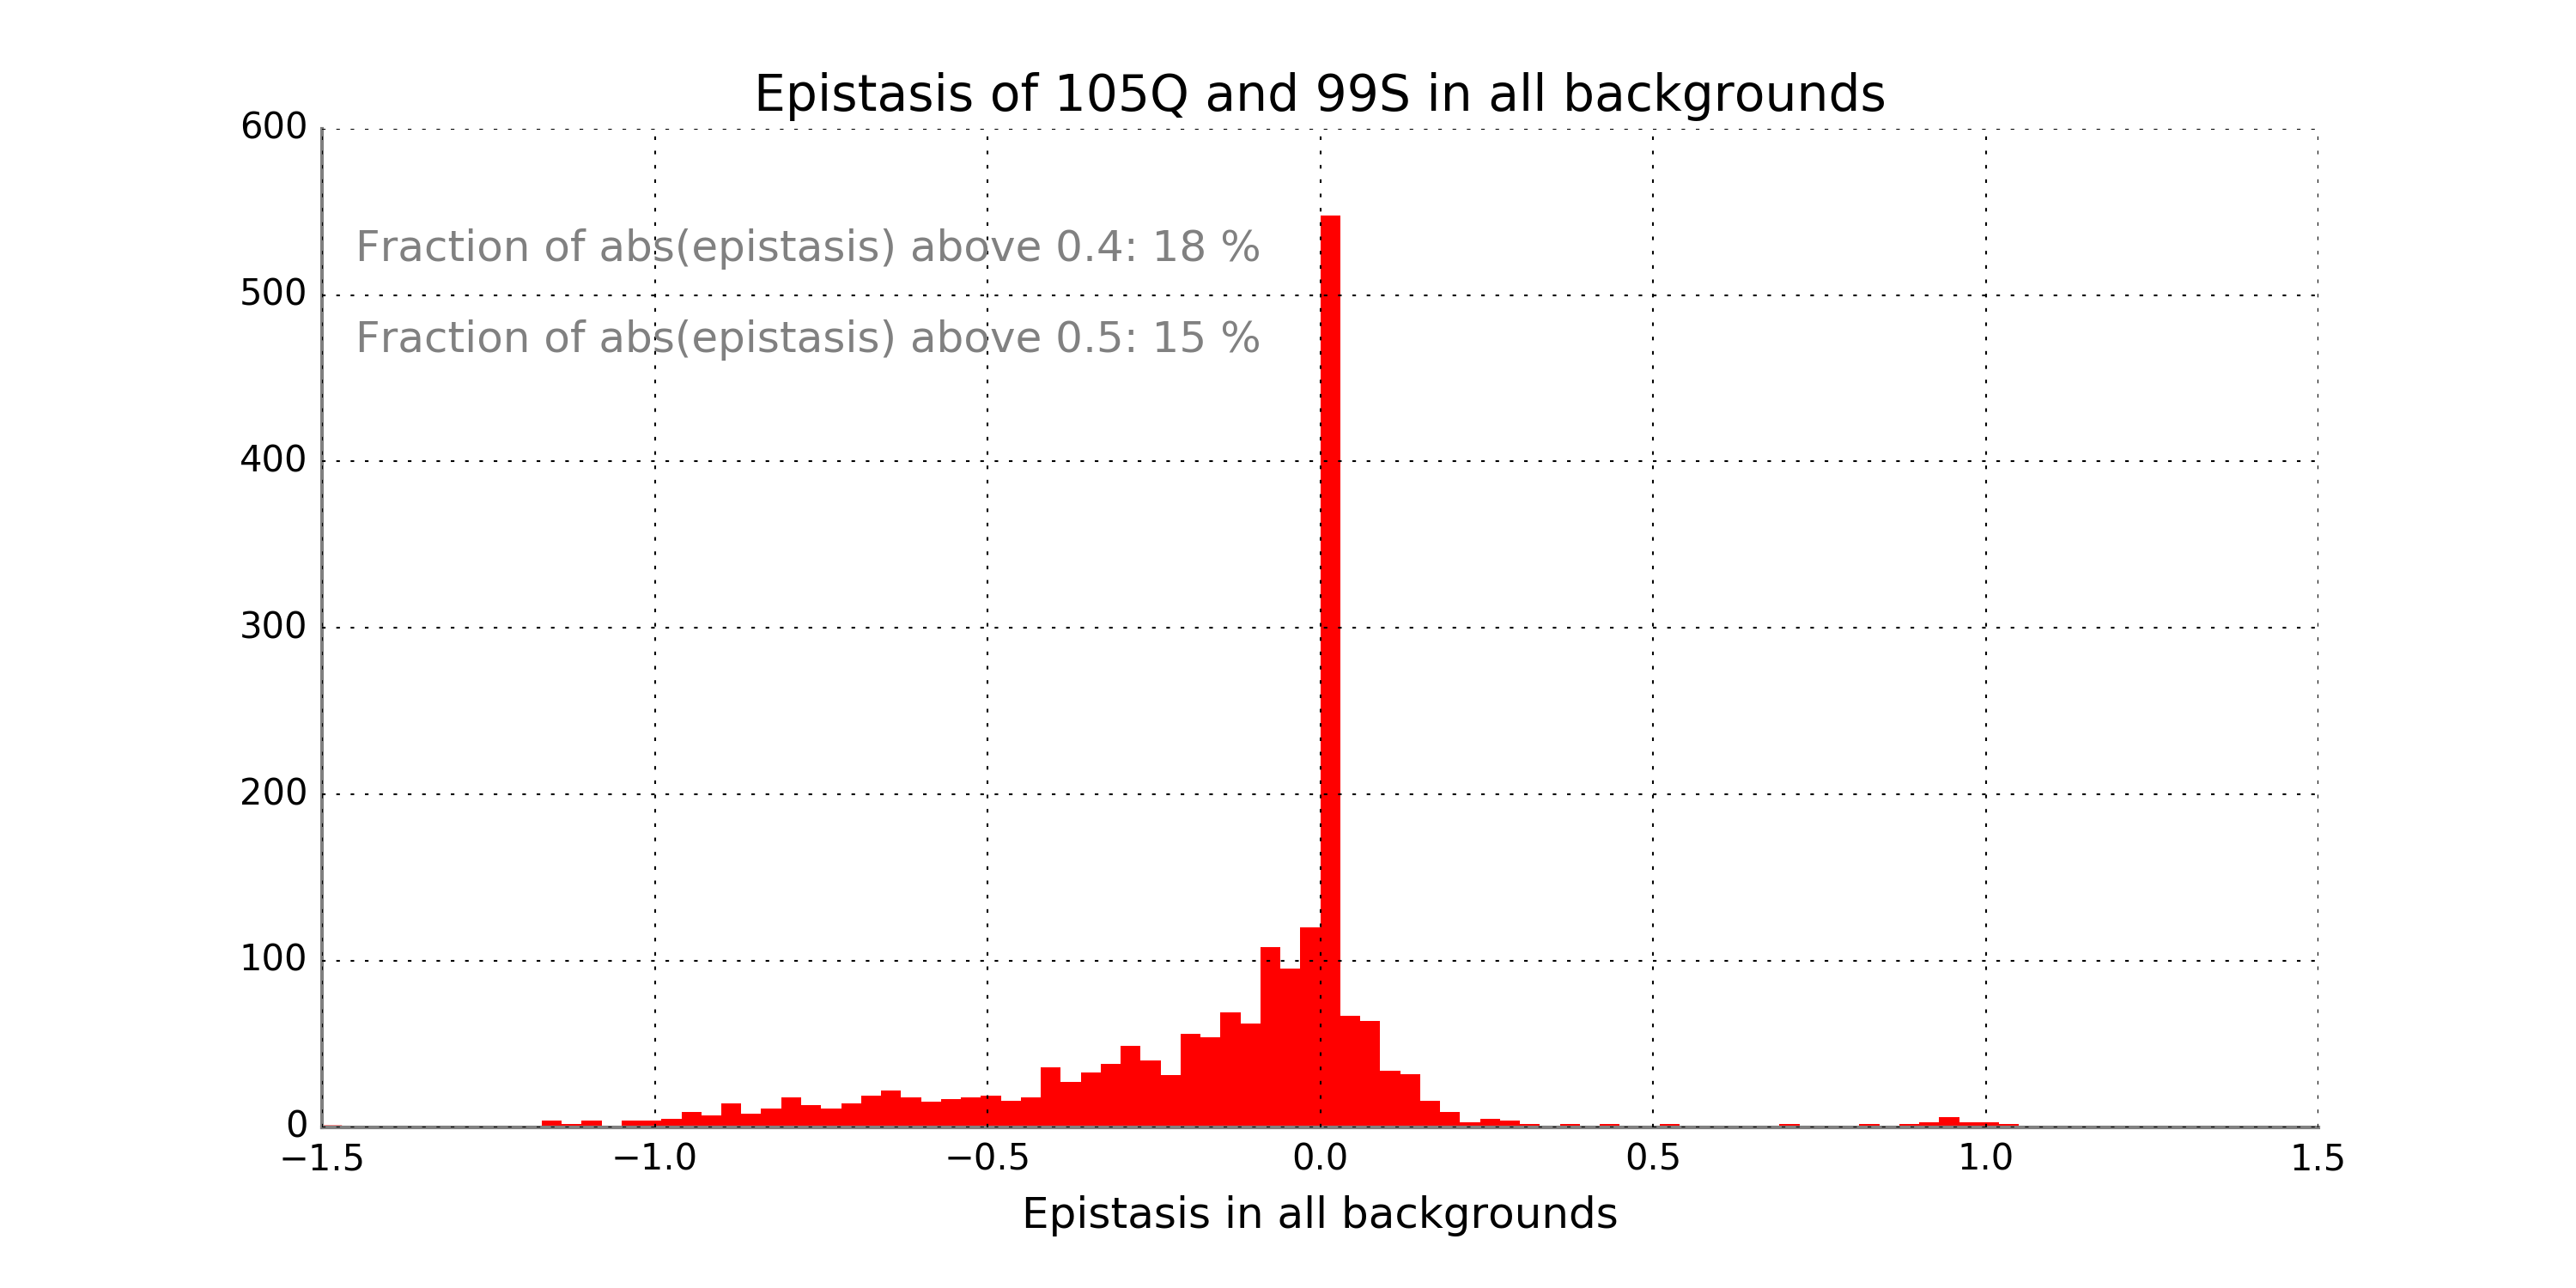 Epistasis of 105Q and 99S in all backgrounds
600
Fraction of abs(epistasis) above 0.4: 18 %
500
Fraction of abs(epistasis) above 0.5: 15 %
400
300
200
100
0
−1.5 −1.0 −0.5 0.0 0.5 1.0 1.5
Epistasis in all backgrounds